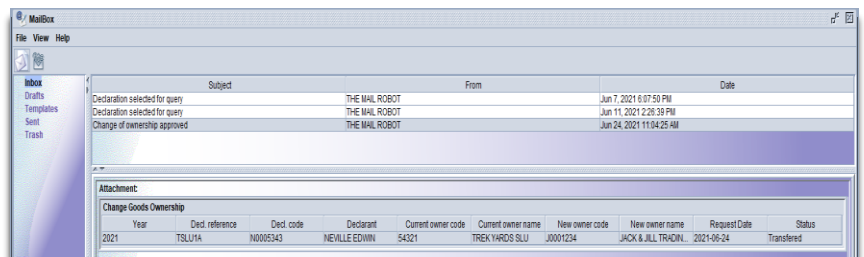 MailBox
File View Help
Inbox
Drafts
Templates
Sent
Trash
Subject From Date
Declaration selected for query THE MAIL ROBOT Jun 7, 2021 6:07:50 PM
Declaration selected for query THE MAIL ROBOT Jun 11, 2021 2:26:39 PM
Change of ownership approved THE MAIL ROBOT Jun 24, 2021 11:04:25 AM
Attachment:
Change Goods Ownership
Year Decl. reference Decl. code Declarant Current owner code Current owner name New owner code New owner name Request Date Status
2021 TSLU1A N0005343 NEVILLE EDWIN 54321 TREK YARDS SLU J0001234 JACK & JILL TRADIN... 2021-06-24 Transfered